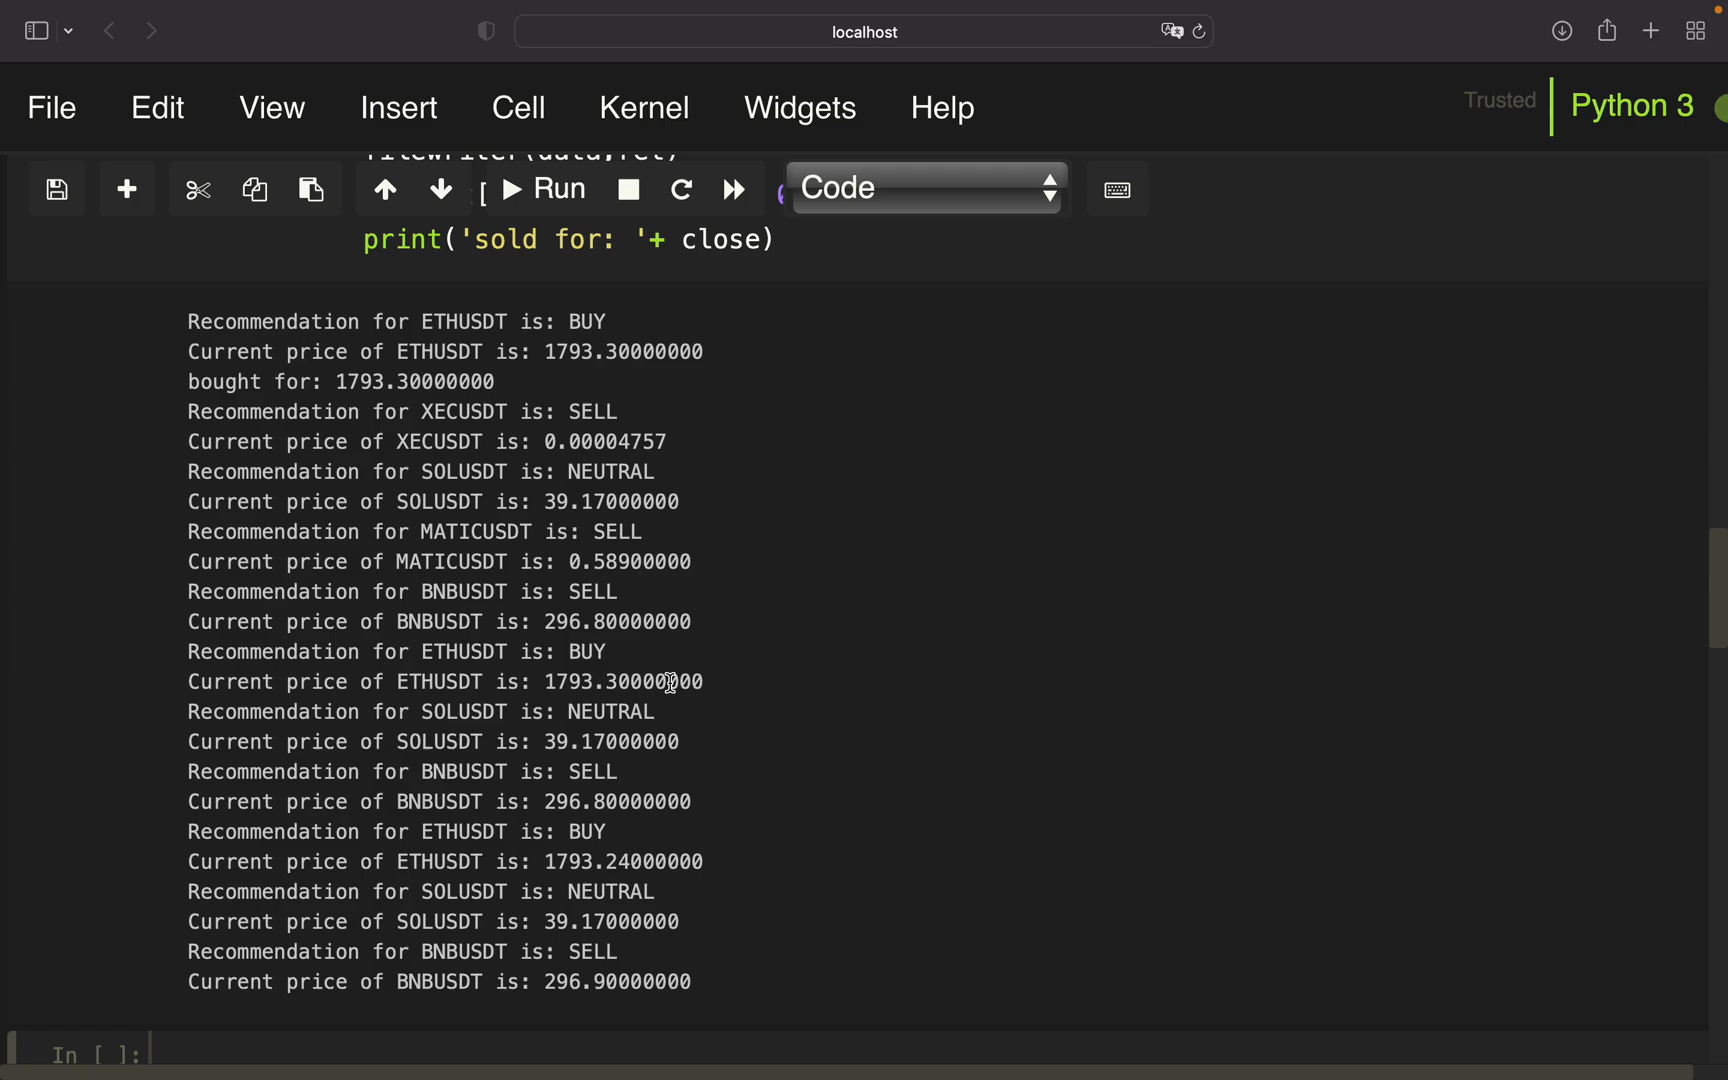 localhost
File Edit View Insert Cell Kernel Widgets Help Trusted Python 3
Run Code
print('sold for: '+ close)
Recommendation for ETHUSDT is: BUY
Current price of ETHUSDT is: 1793.30000000
bought for: 1793.30000000
Recommendation for XECUSDT is: SELL
Current price of XECUSDT is: 0.00004757
Recommendation for SOLUSDT is: NEUTRAL
Current price of SOLUSDT is: 39.17000000
Recommendation for MATICUSDT is: SELL
Current price of MATICUSDT is: 0.58900000
Recommendation for BNBUSDT is: SELL
Current price of BNBUSDT is: 296.80000000
Recommendation for ETHUSDT is: BUY
Current price of ETHUSDT is: 1793.30000000
Recommendation for SOLUSDT is: NEUTRAL
Current price of SOLUSDT is: 39.17000000
Recommendation for BNBUSDT is: SELL
Current price of BNBUSDT is: 296.80000000
Recommendation for ETHUSDT is: BUY
Current price of ETHUSDT is: 1793.24000000
Recommendation for SOLUSDT is: NEUTRAL
Current price of SOLUSDT is: 39.17000000
Recommendation for BNBUSDT is: SELL
Current price of BNBUSDT is: 296.90000000
In [ ]: